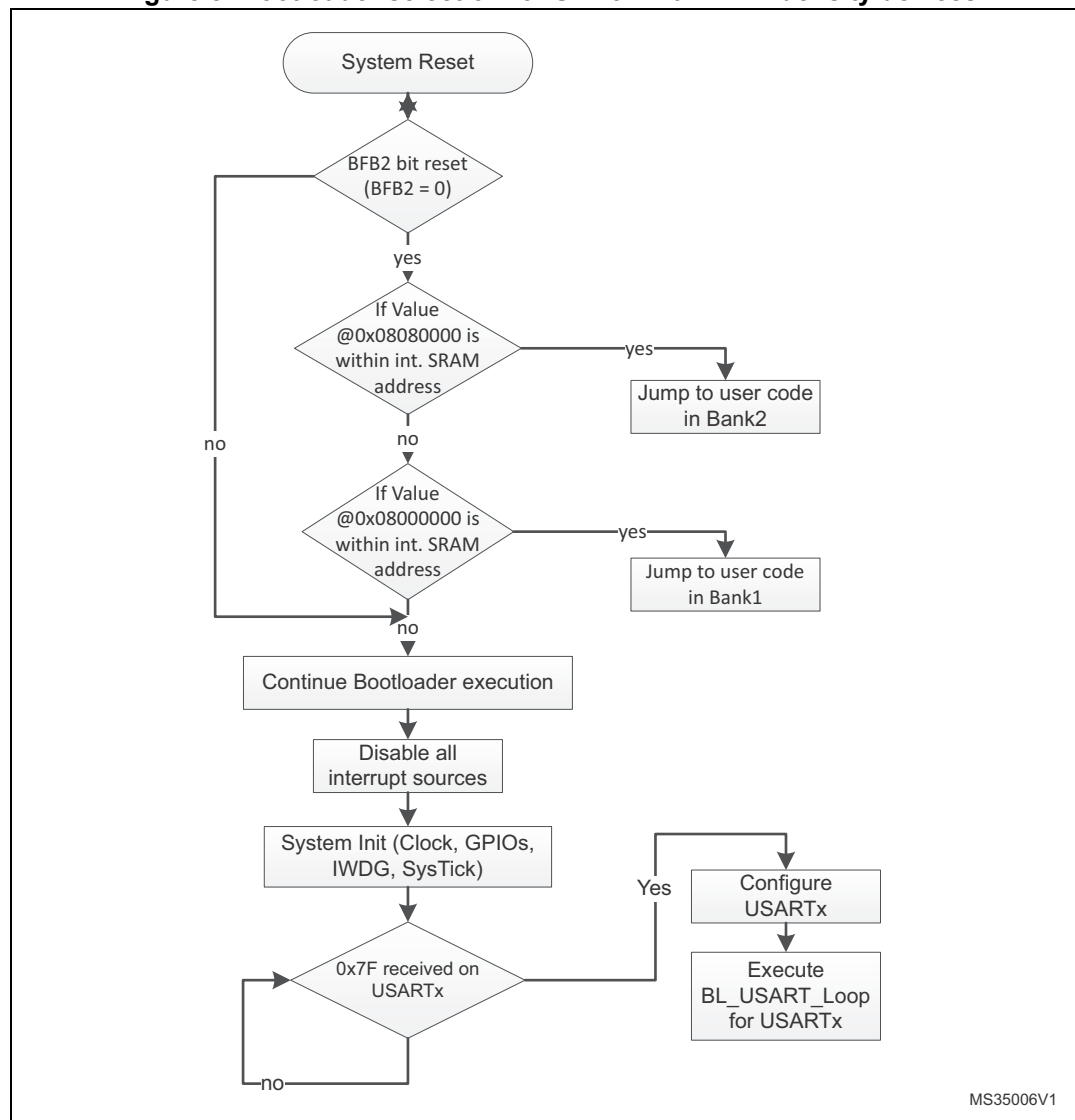 System Reset
BFB2 bit reset
(BFB2 = 0)
yes
If Value
@0x08080000 is
within int. SRAM
address
yes
Jump to user code
in Bank2
no
no
If Value
@0x08000000 is
within int. SRAM
address
yes
Jump to user code
in Bank1
no
Continue Bootloader execution
Disable all
interrupt sources
System Init (Clock, GPIOs,
IWDG, SysTick)
Yes
Configure
USARTx
0x7F received on
USARTx
Execute
BL_USART_Loop
for USARTx
no
MS35006V1